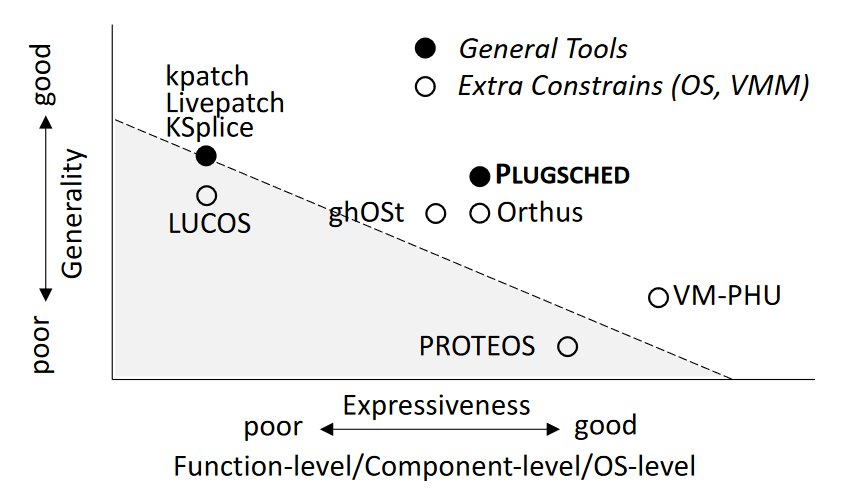 General Tools
Extra Constrains (OS, VMM)
kpatch
Livepatch
KSplice
LUCOS
PLUGSCHED
ghOSt
Orthus
VM-PHU
PROTEOS
good
Generality
poor
Expressiveness
poor
good
Function-level/Component-level/OS-level